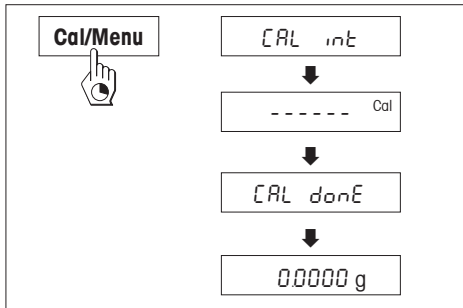 Cal/Menu
CAL int
------ Cal
CAL donE
0.0000 g